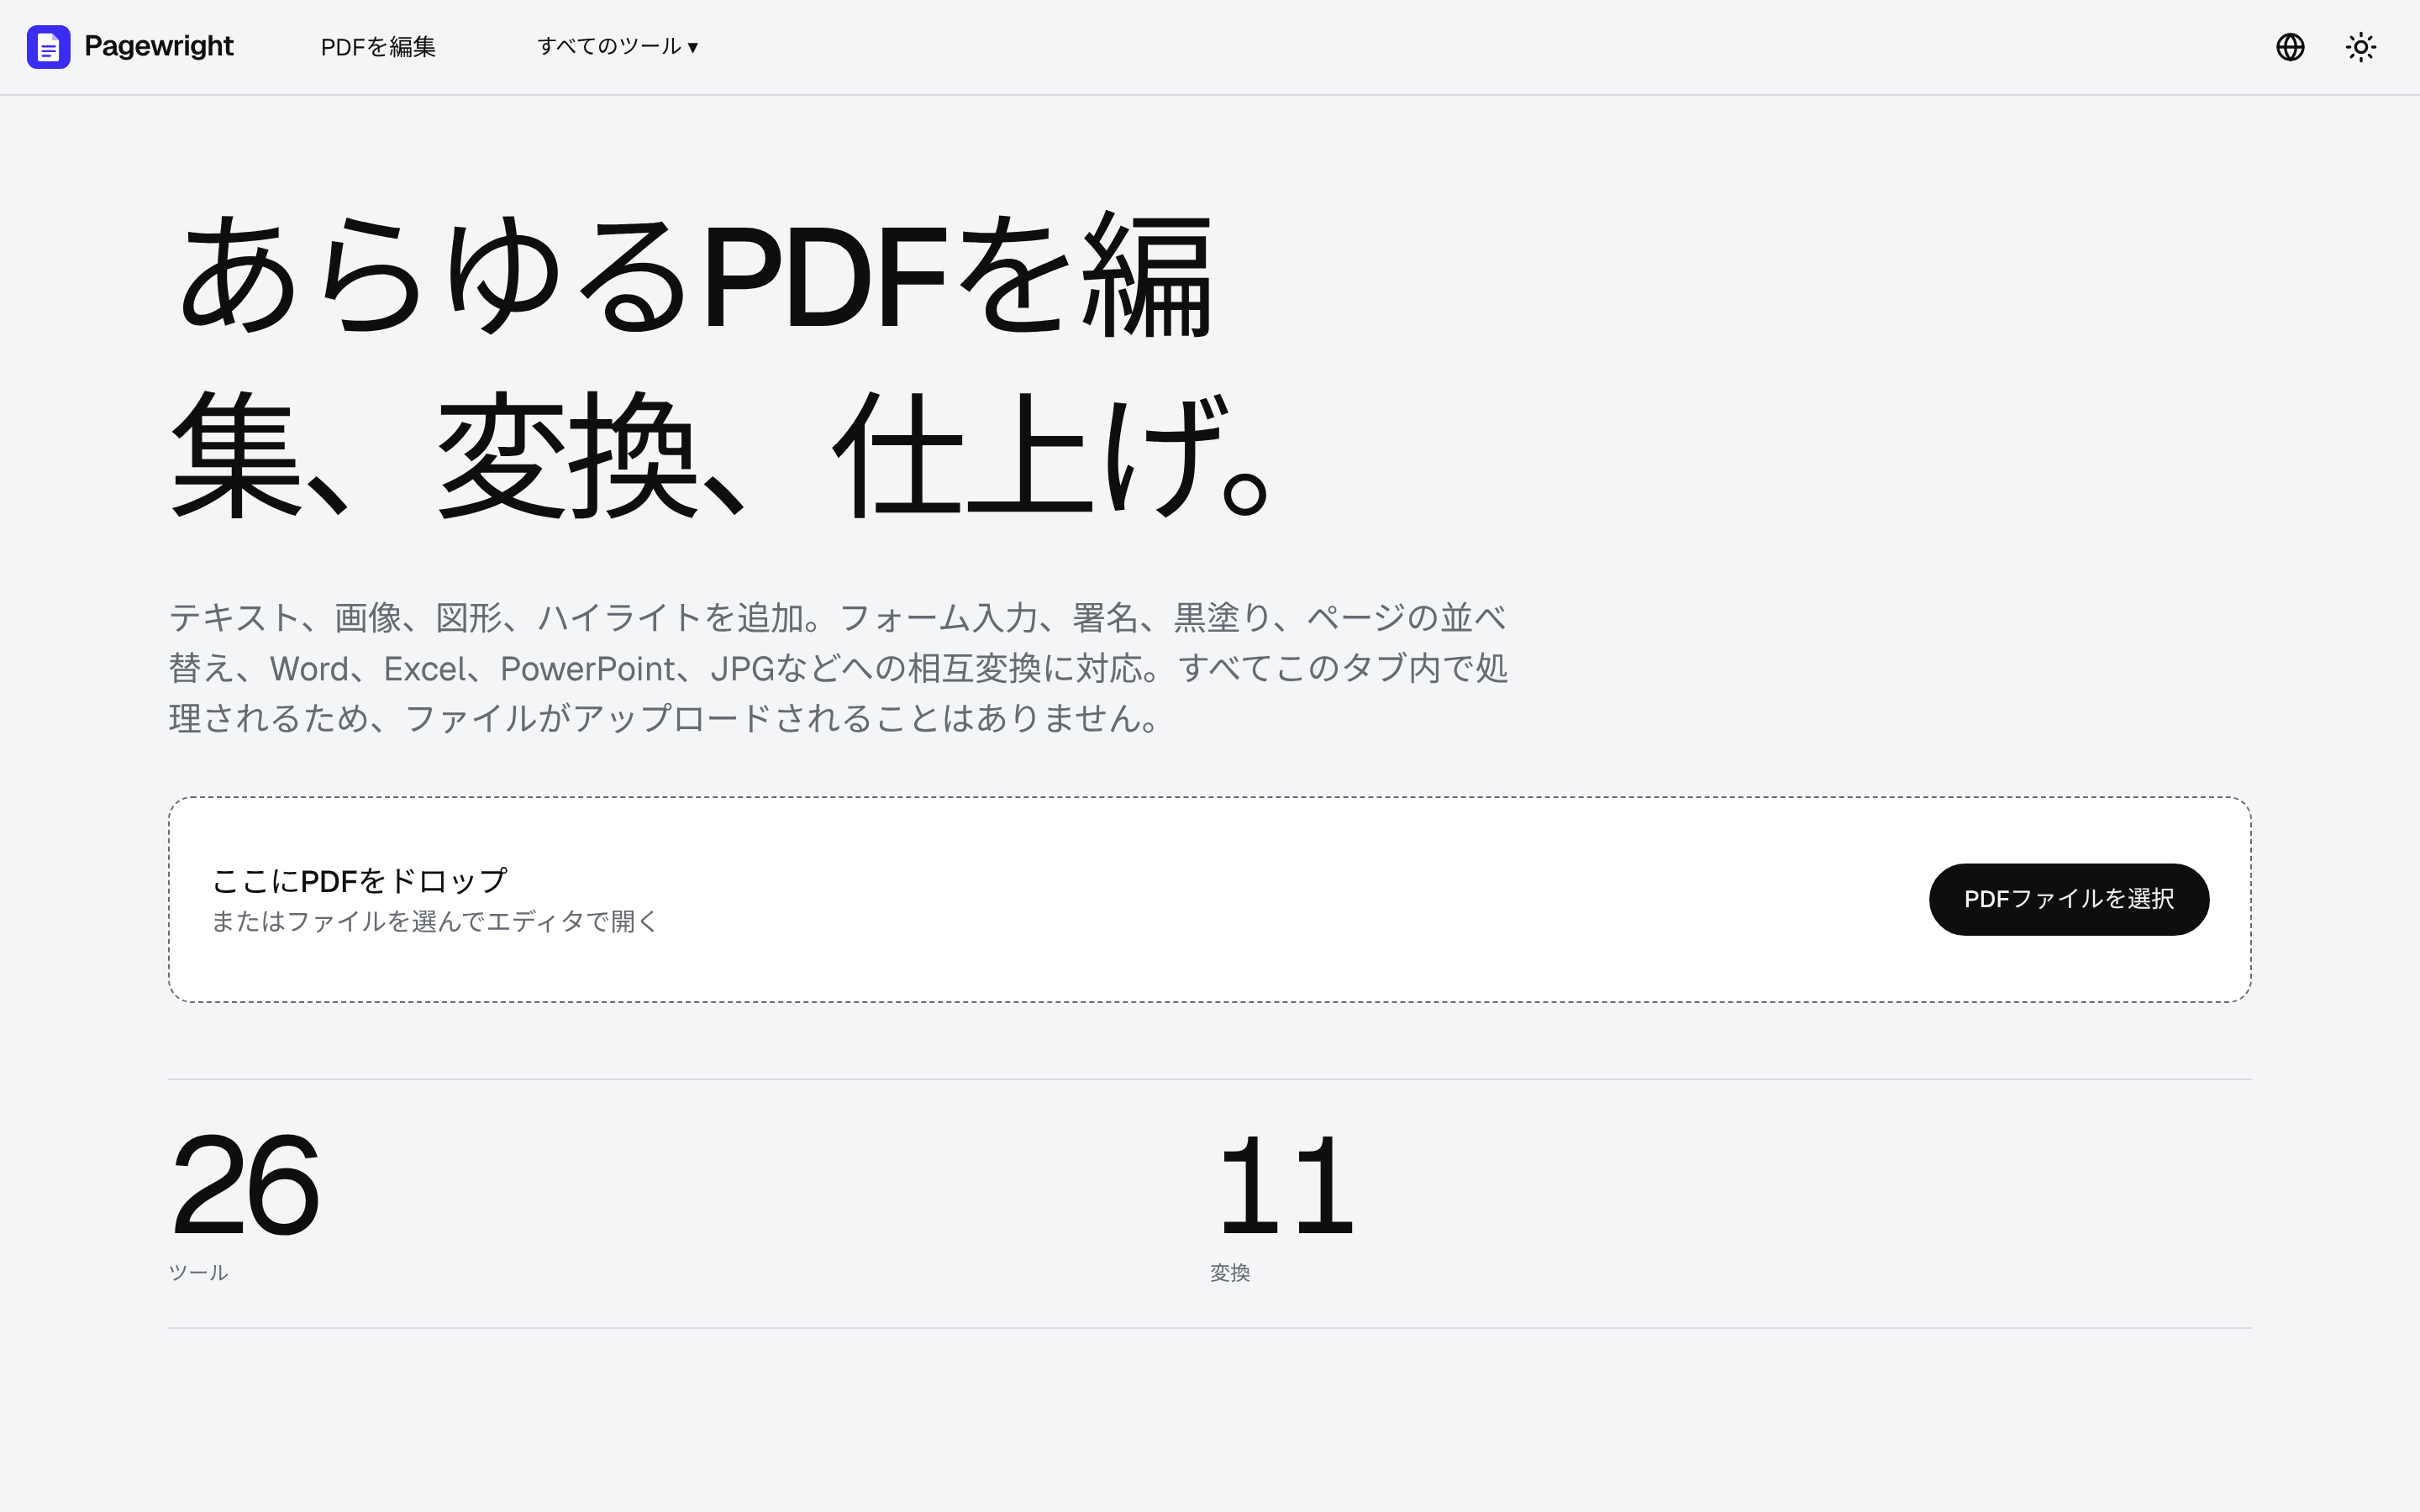 Pagewright
PDFを編集
すべてのツール ▾
あらゆるPDFを編
集、変換、仕上げ。
テキスト、画像、図形、ハイライトを追加。フォーム入力、署名、黒塗り、ページの並べ
替え、Word、Excel、PowerPoint、JPGなどへの相互変換に対応。すべてこのタブ内で処
理されるため、ファイルがアップロードされることはありません。
ここにPDFをドロップ
またはファイルを選んでエディタで開く
PDFファイルを選択
26
ツール
11
変換